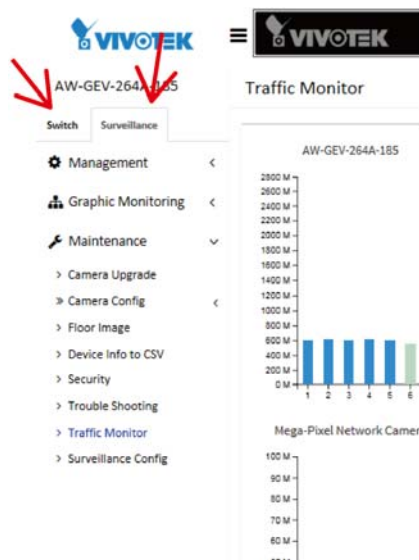 VIVOTEK
VIVOTEK
AW-GEV-264A-185
Traffic Monitor
Switch
Surveillance
Management
Graphic Monitoring
Maintenance
> Camera Upgrade
» Camera Config
> Floor Image
> Device Info to CSV
> Security
> Trouble Shooting
> Traffic Monitor
> Surveillance Config
AW-GEV-264A-185
2800 M
2600 M
2400 M
2200 M
2000 M
1800 M
1600 M
1400 M
1200 M
1000 M
800 M
600 M
400 M
200 M
0 M
1 2 3 4 5 6
Mega-Pixel Network Camer
100 M
90 M
80 M
70 M
60 M